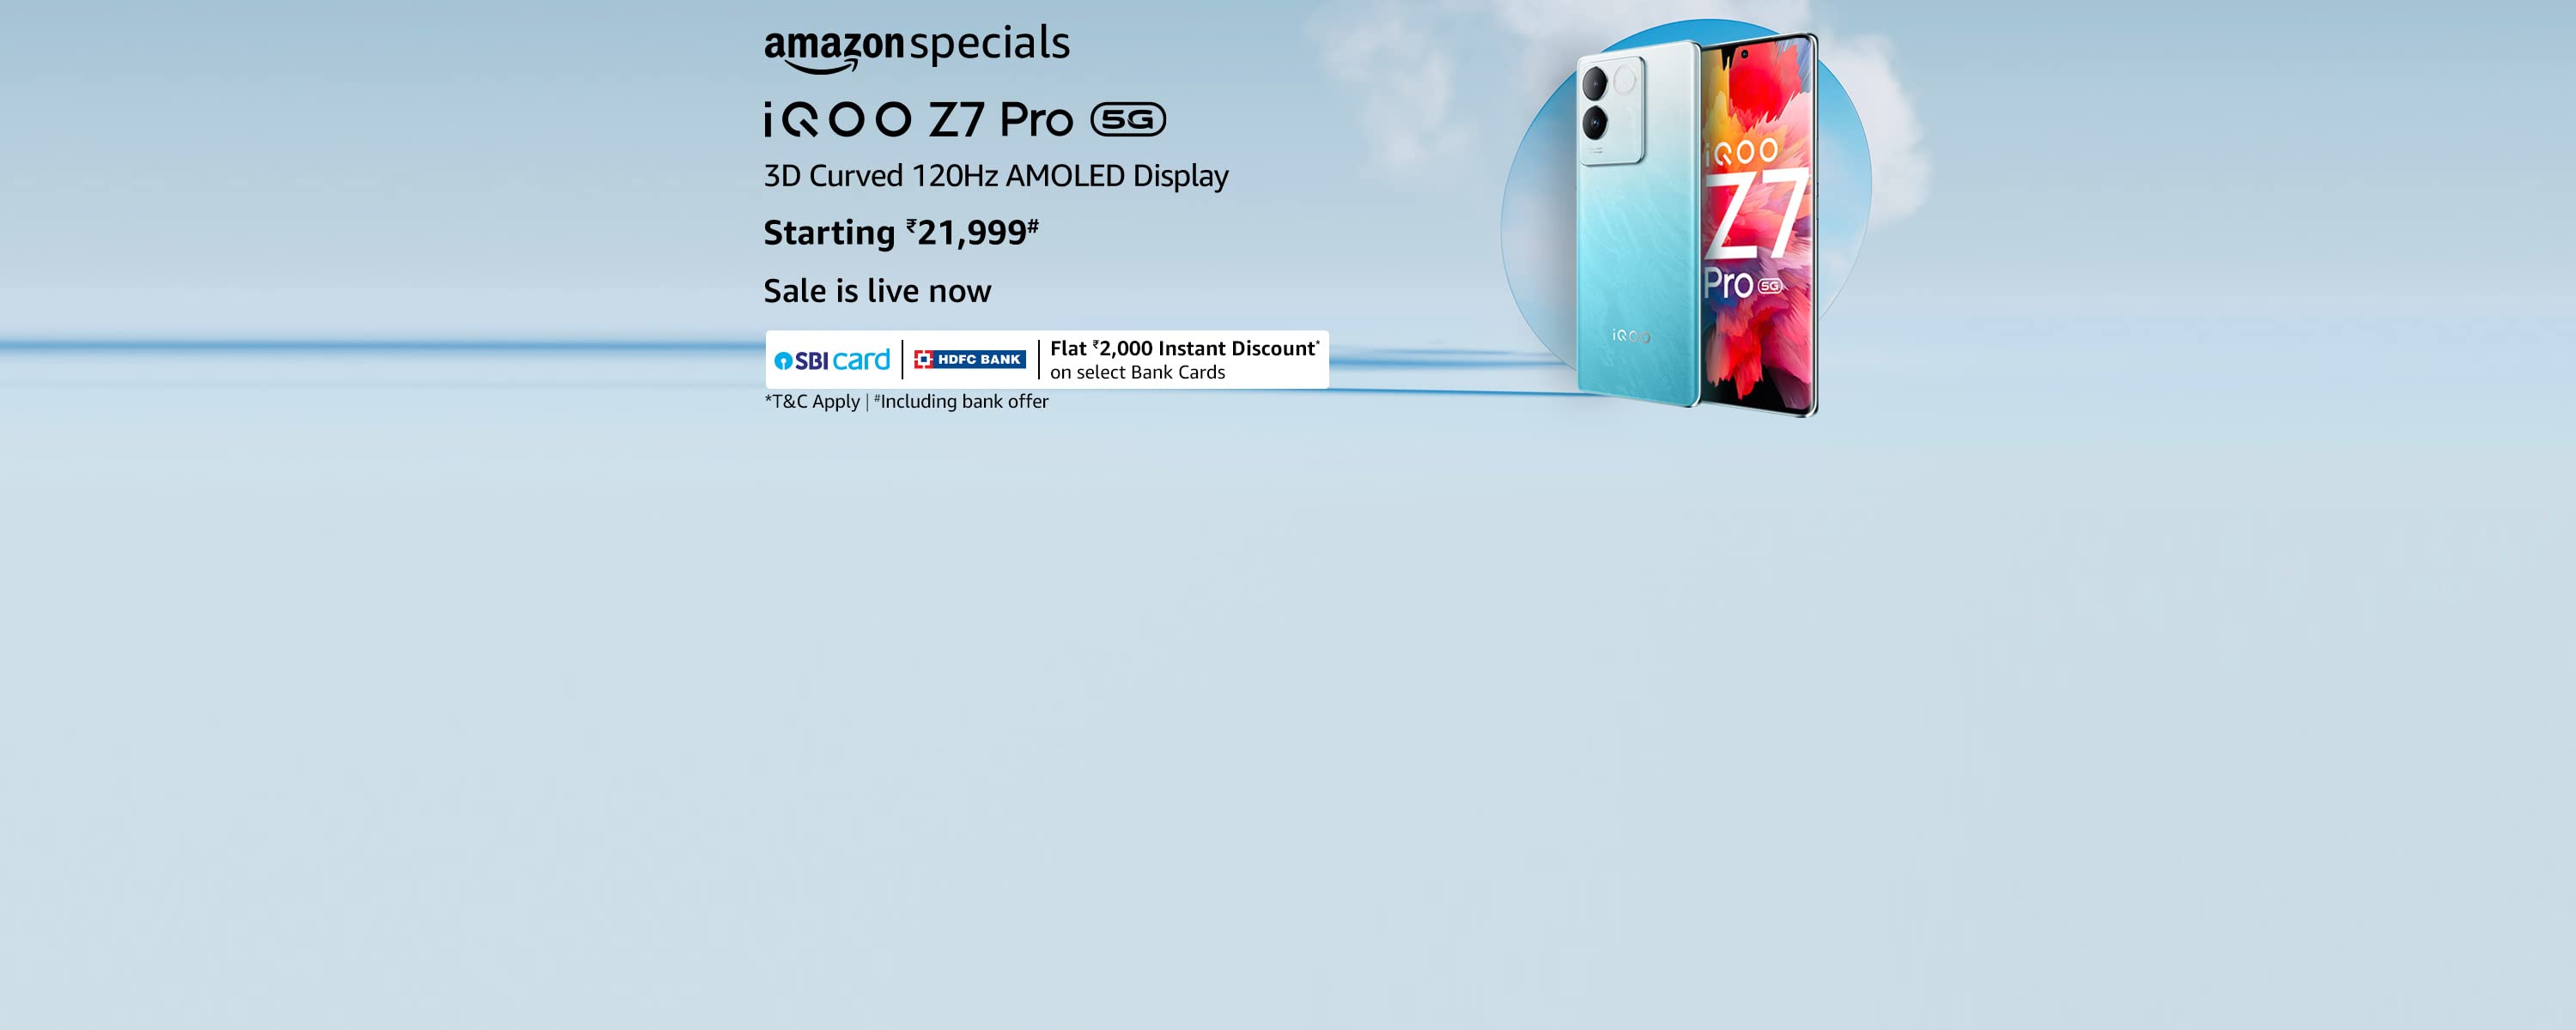 amazon specials
iQOO Z7 Pro 5G
3D Curved 120Hz AMOLED Display
Starting ₹21,999#
Sale is live now
SBI card | HDFC BANK | Flat ₹2,000 Instant Discount*
on select Bank Cards
*T&C Apply | #Including bank offer
iQOO
iQOO
Z7
Pro 5G